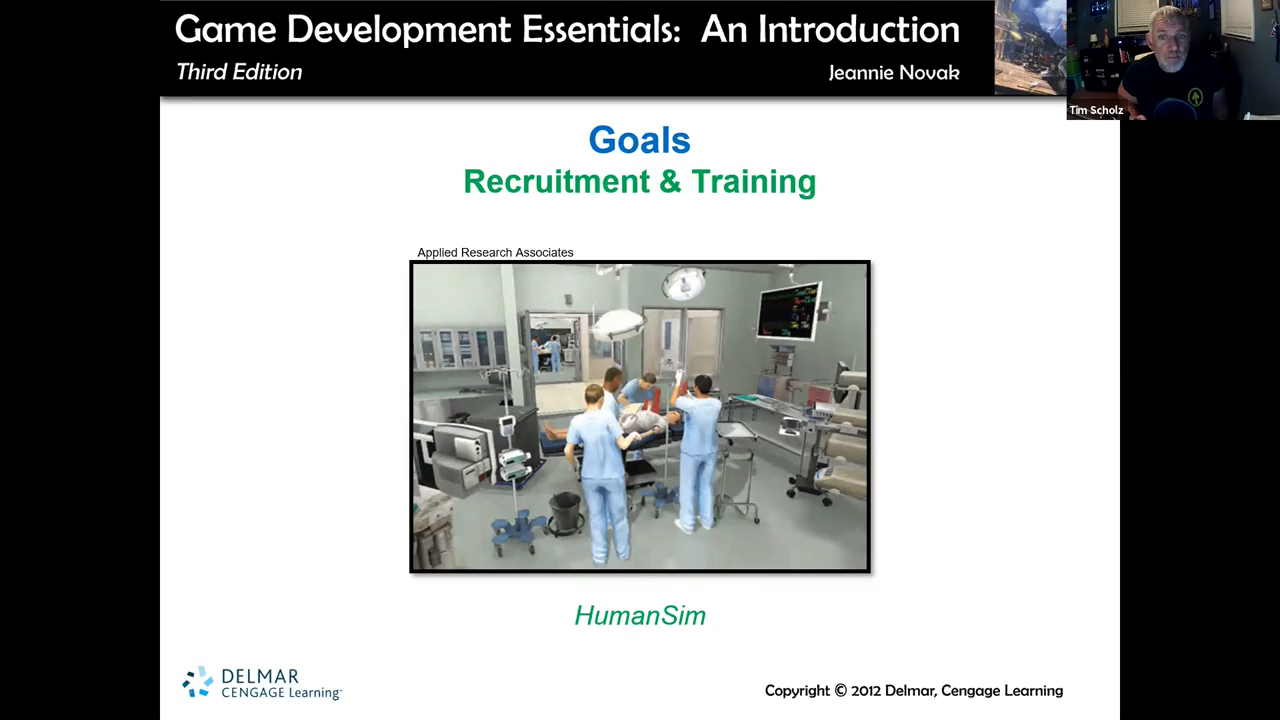 Game Development Essentials:  An Introduction
Third Edition
Jeannie Novak
Tim Scholz
Goals
Recruitment & Training
Applied Research Associates
HumanSim
DELMAR
CENGAGE Learning
Copyright © 2012 Delmar, Cengage Learning